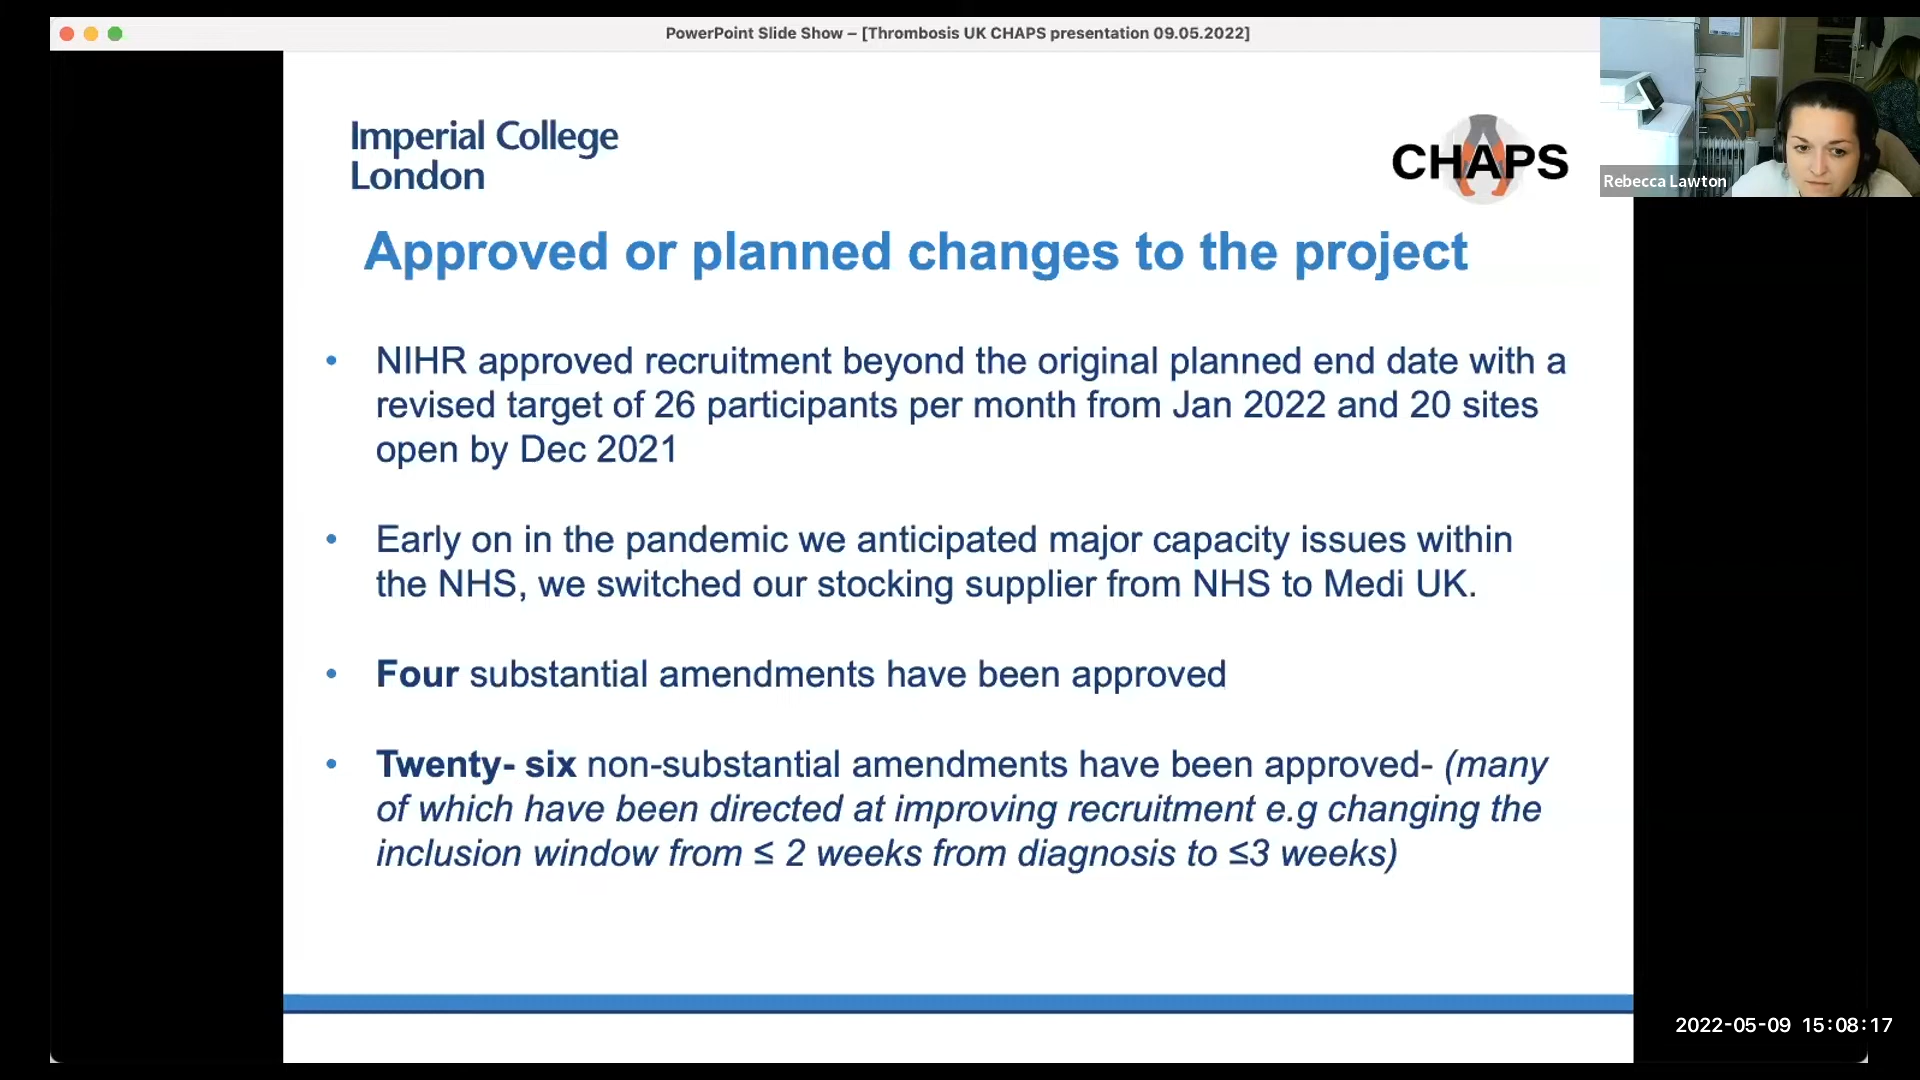 PowerPoint Slide Show – [Thrombosis UK CHAPS presentation 09.05.2022]
Imperial College
London
CHAPS
Rebecca Lawton
Approved or planned changes to the project
• NIHR approved recruitment beyond the original planned end date with a
revised target of 26 participants per month from Jan 2022 and 20 sites
open by Dec 2021
• Early on in the pandemic we anticipated major capacity issues within
the NHS, we switched our stocking supplier from NHS to Medi UK.
• Four substantial amendments have been approved
• Twenty- six non-substantial amendments have been approved- (many
of which have been directed at improving recruitment e.g changing the
inclusion window from ≤ 2 weeks from diagnosis to ≤3 weeks)
2022-05-09 15:08:17